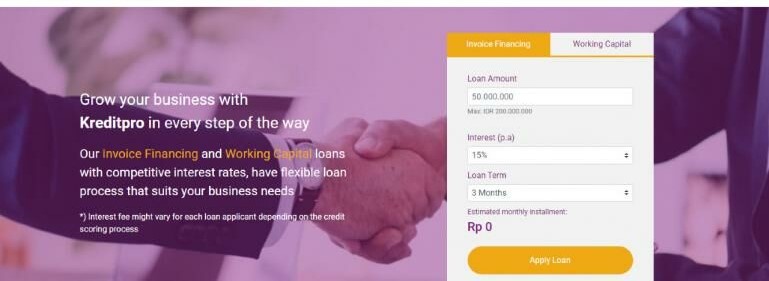 Grow your business with
Kreditpro in every step of the way
Our Invoice Financing and Working Capital loans
with competitive interest rates, have flexible loan
process that suits your business needs
*) Interest fee might vary for each loan applicant depending on the credit
scoring process
Invoice Financing Working Capital
Loan Amount
50.000.000
Max: IDR 200.000.000
Interest (p.a)
15%
Loan Term
3 Months
Estimated monthly installment:
Rp 0
Apply Loan